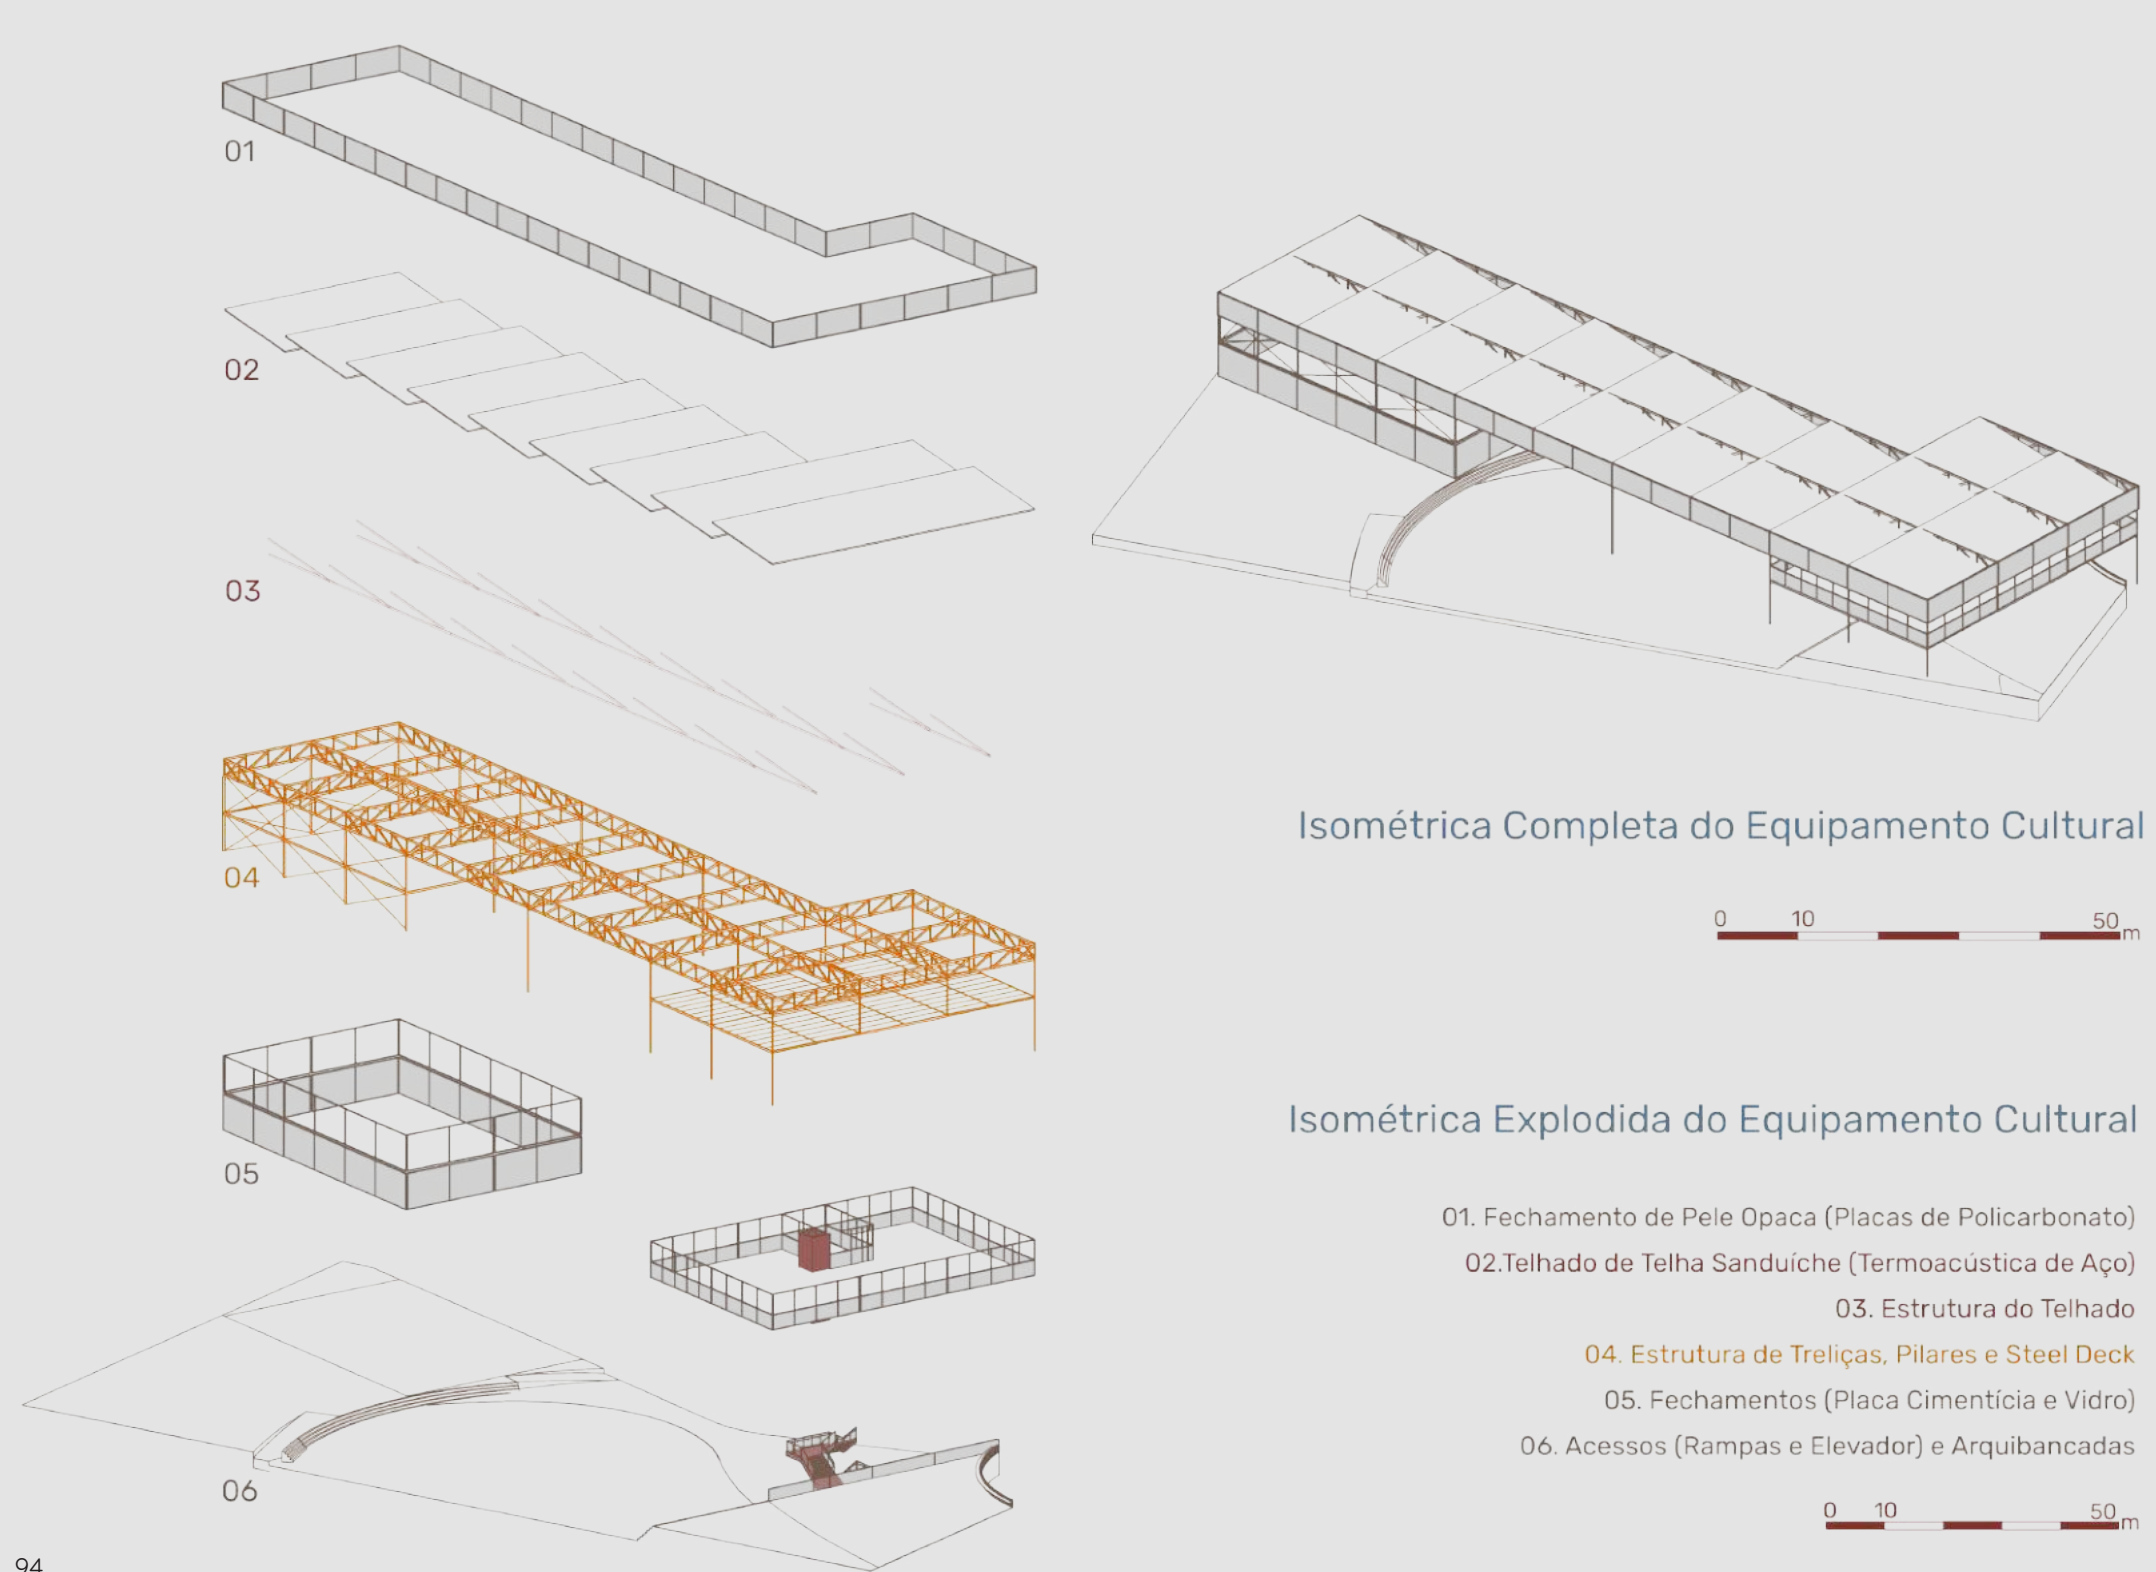 01
02
03
04
05
06
Isométrica Completa do Equipamento Cultural
0 10 50 m
Isométrica Explodida do Equipamento Cultural
01. Fechamento de Pele Opaca (Placas de Policarbonato)
02.Telhado de Telha Sanduíche (Termoacústica de Aço)
03. Estrutura do Telhado
04. Estrutura de Treliças, Pilares e Steel Deck
05. Fechamentos (Placa Cimentícia e Vidro)
06. Acessos (Rampas e Elevador) e Arquibancadas
0 10 50 m
94